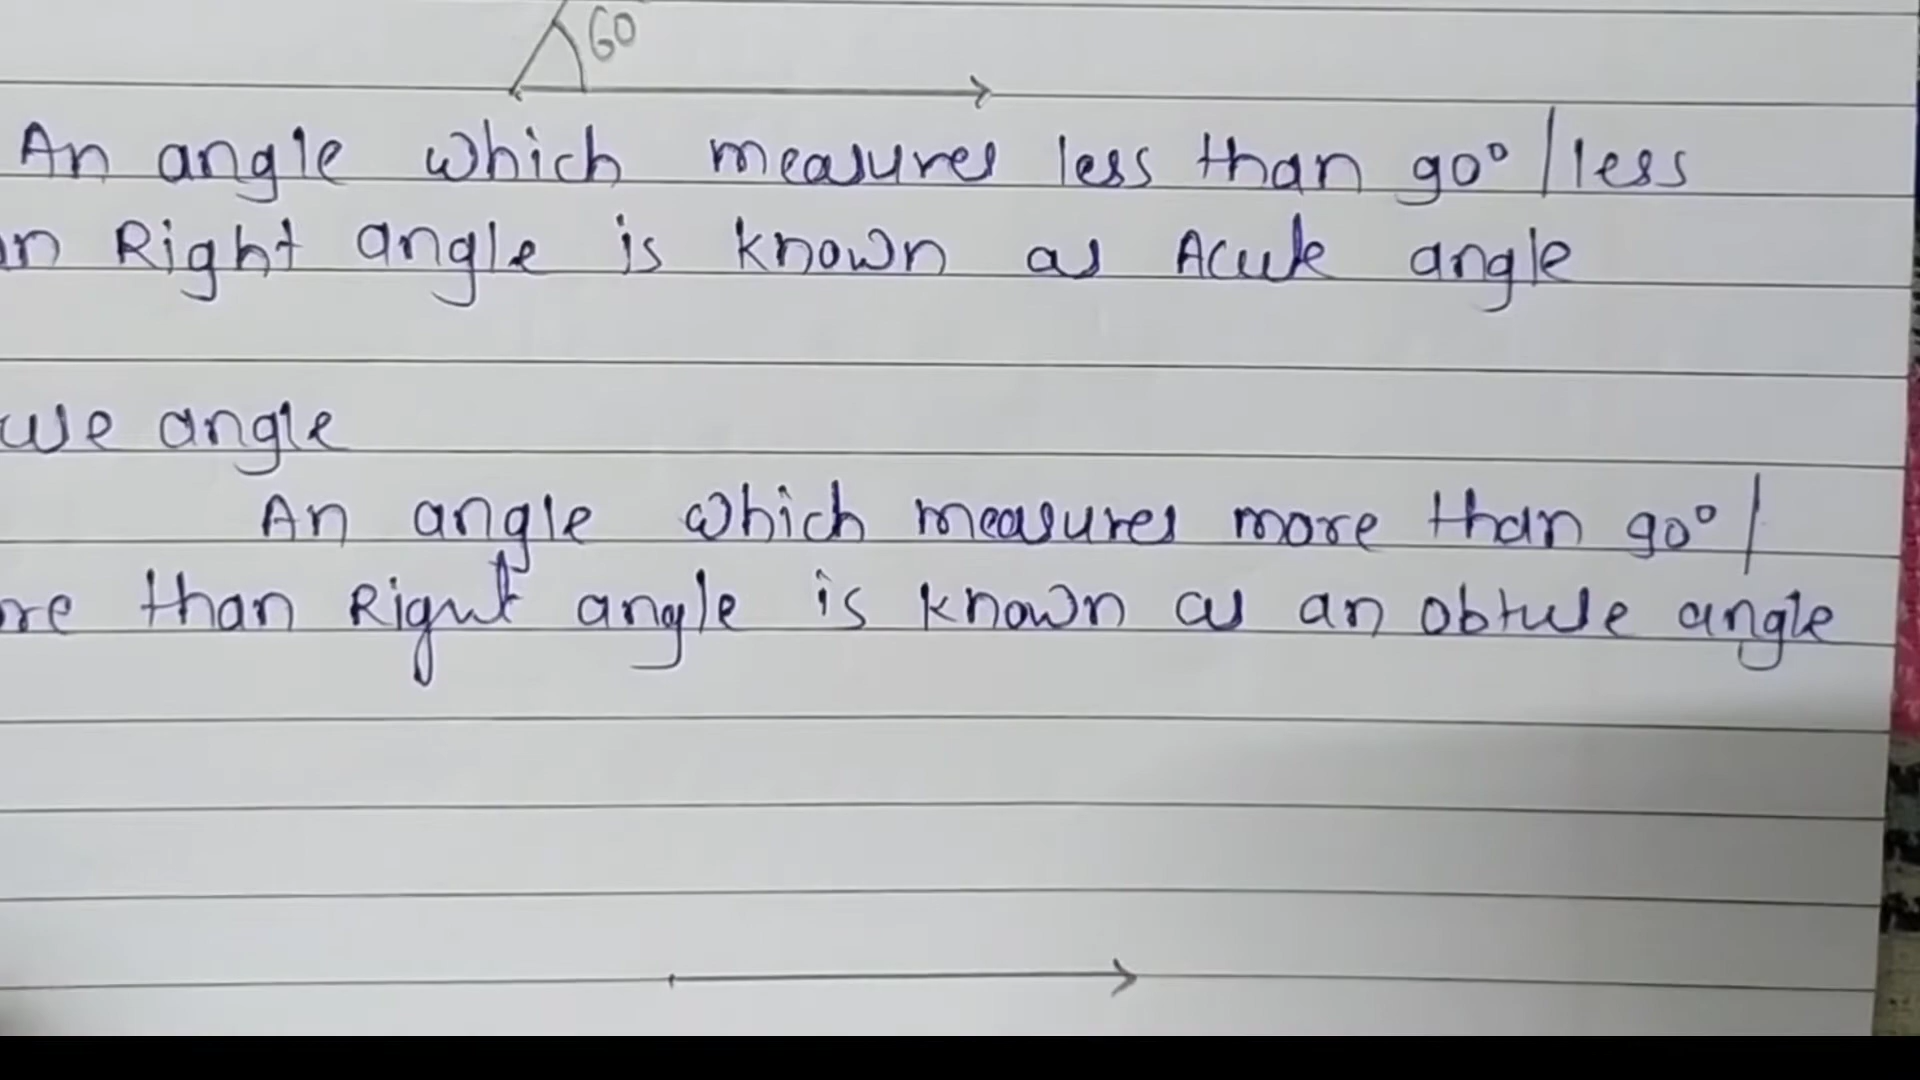 60
An angle which measures less than 90° / less
Right angle is known as Acute angle
angle
An angle which measures more than 90° /
than Right angle is known as an obtuse angle